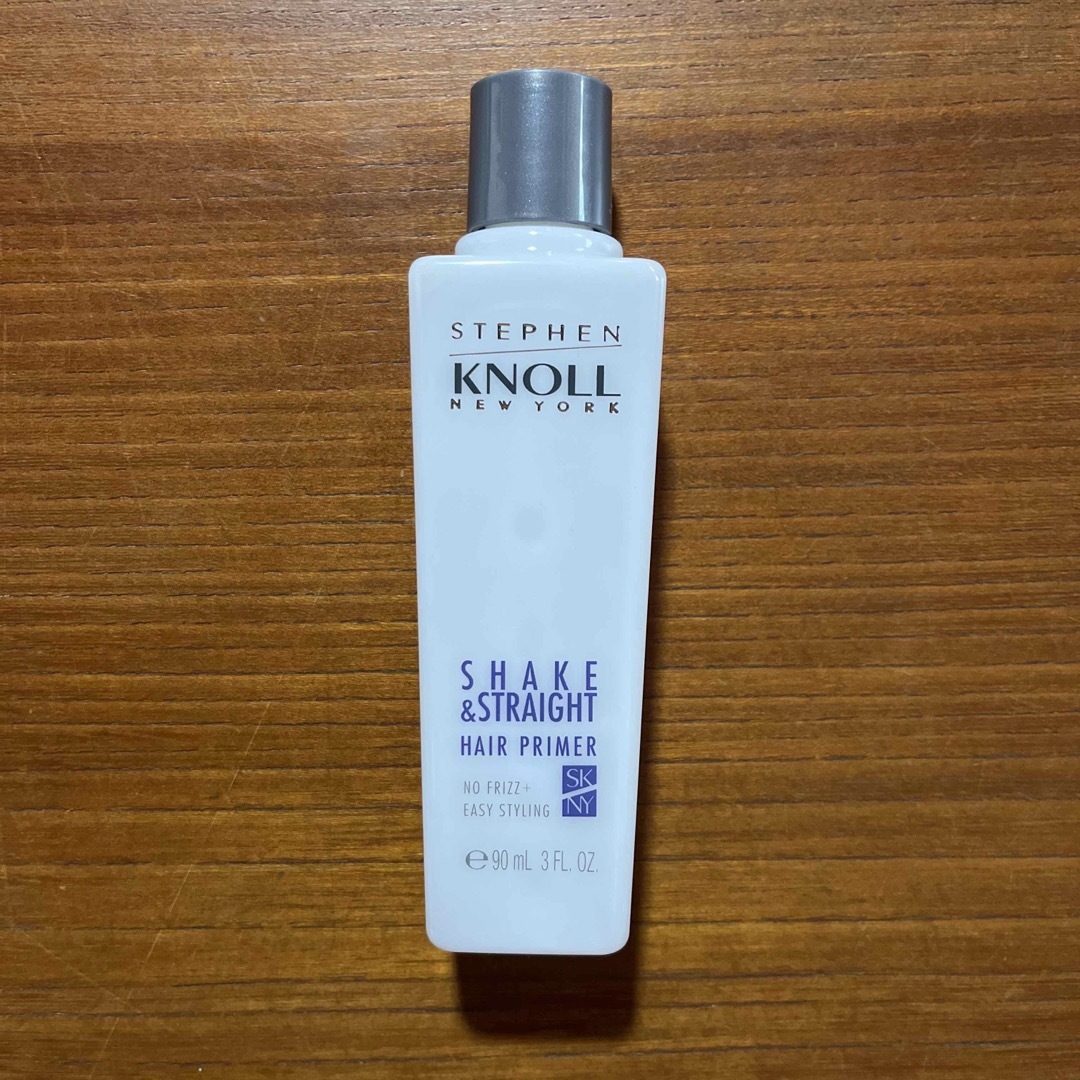 STEPHEN
KNOLL
NEW YORK
SHAKE
&STRAIGHT
HAIR PRIMER
NO FRIZZ+
EASY STYLING
SK
NY
℮90 mL 3 FL. OZ.